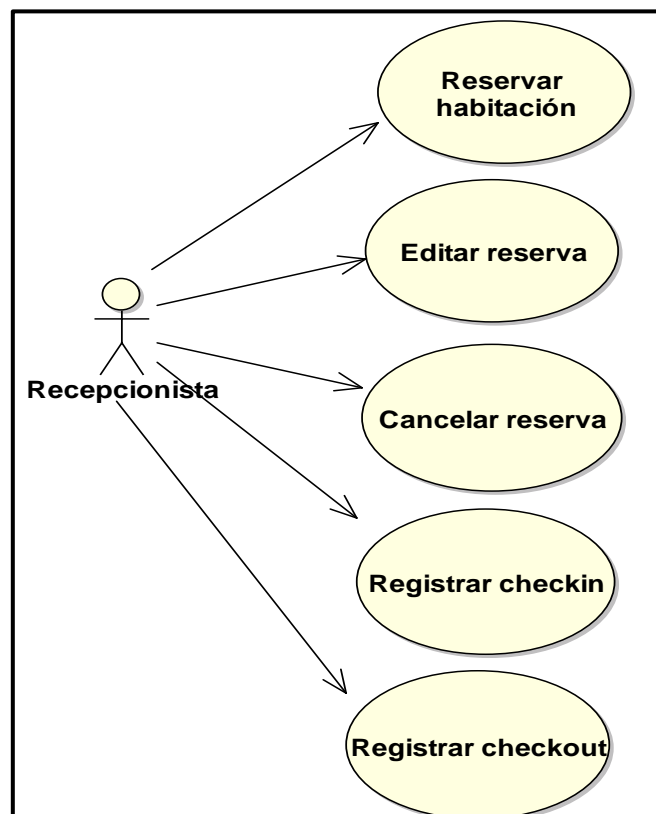 Reservar
habitación
Editar reserva
Recepcionista
Cancelar reserva
Registrar checkin
Registrar checkout